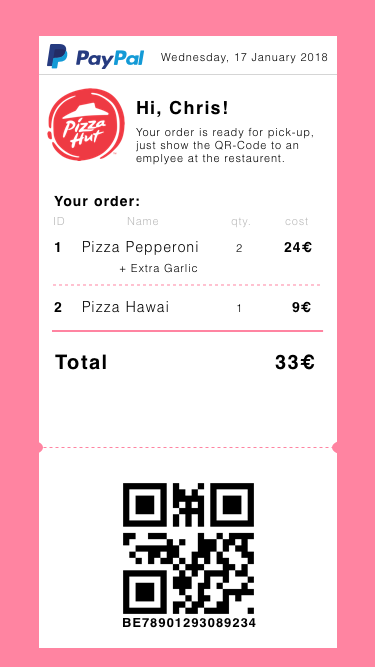 PayPal Wednesday, 17 January 2018
Pizza Hut
Hi, Chris!
Your order is ready for pick-up,
just show the QR-Code to an
emplyee at the restaurent.
Your order:
ID Name qty. cost
1 Pizza Pepperoni 2 24€
+ Extra Garlic
2 Pizza Hawai 1 9€
Total 33€
BE78901293089234